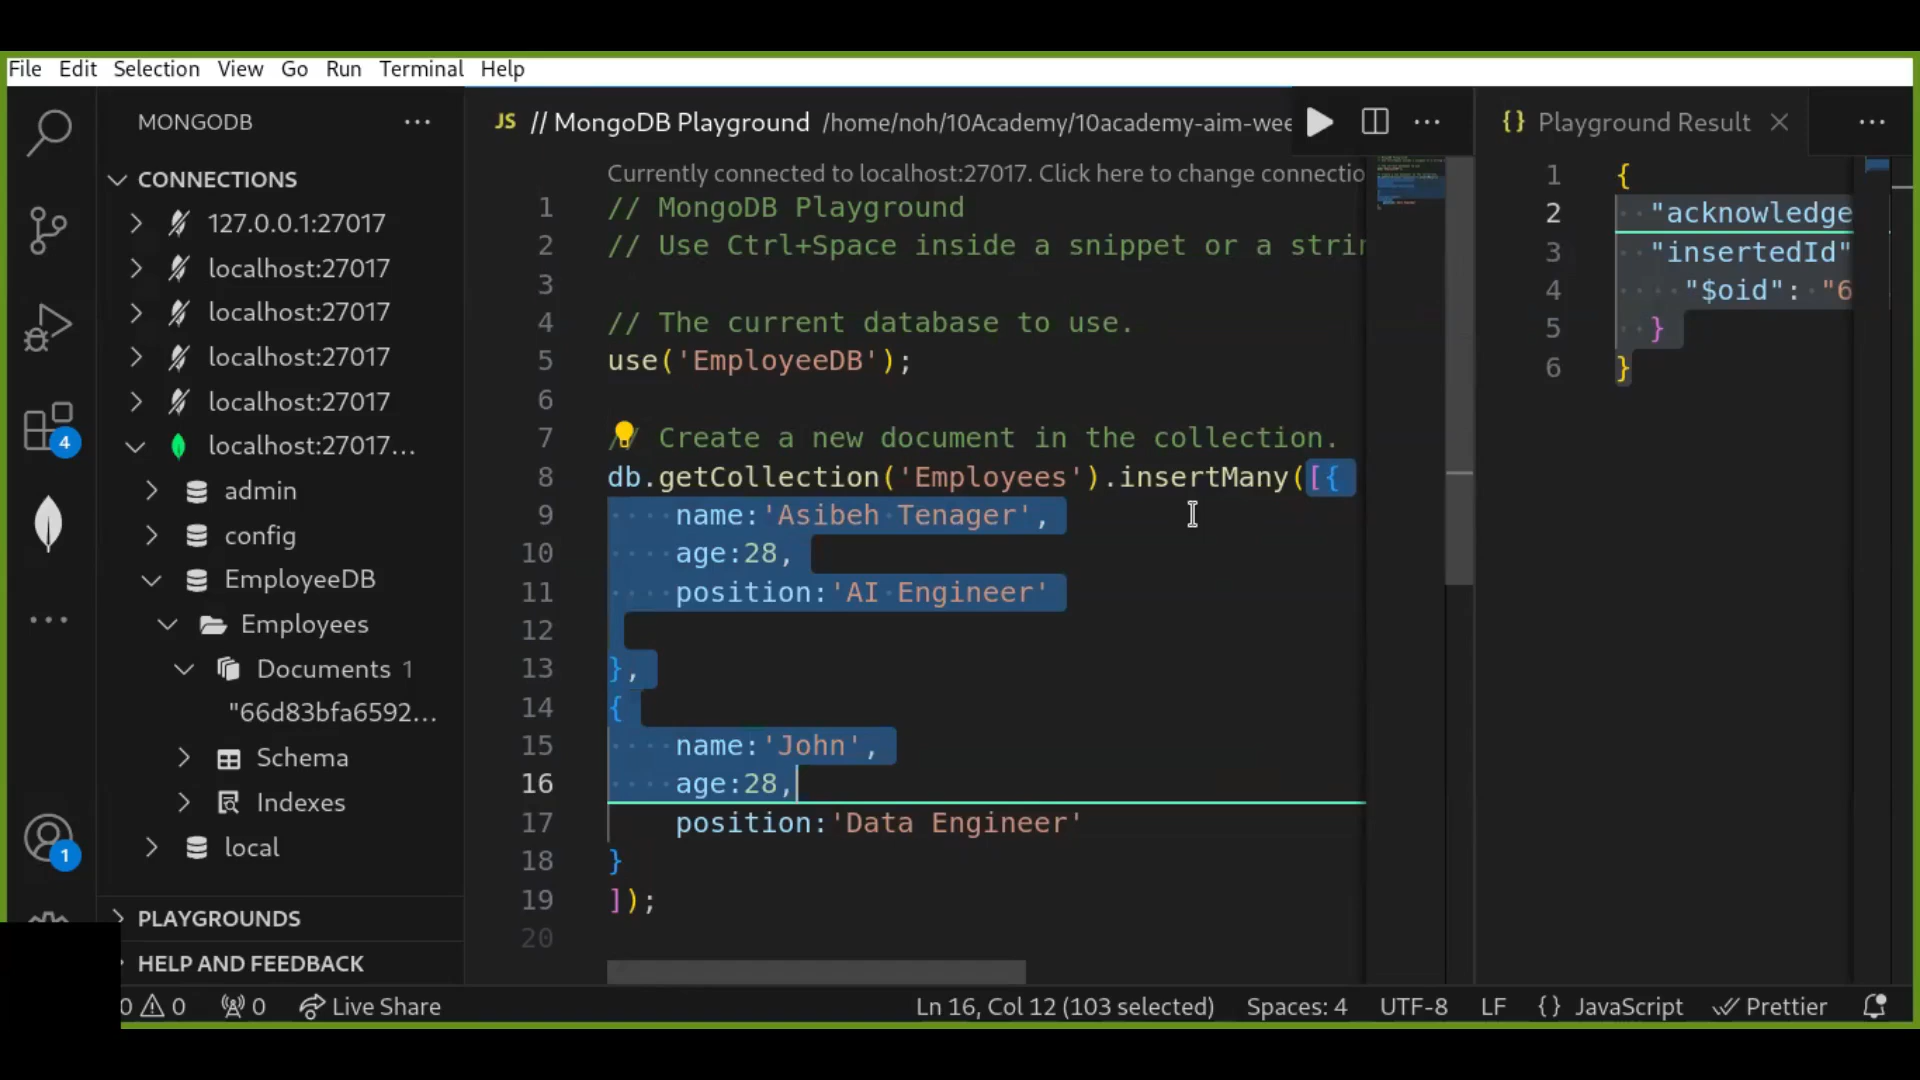 File Edit Selection View Go Run Terminal Help
MONGODB
CONNECTIONS
127.0.0.1:27017
localhost:27017
localhost:27017
localhost:27017
localhost:27017
localhost:27017...
admin
config
EmployeeDB
Employees
Documents 1
"66d83bfa6592...
Schema
Indexes
local
PLAYGROUNDS
HELP AND FEEDBACK
4
1
JS // MongoDB Playground /home/noh/10Academy/10academy-aim-wee
Currently connected to localhost:27017. Click here to change connectio
1 // MongoDB Playground
2 // Use Ctrl+Space inside a snippet or a strin
3
4 // The current database to use.
5 use('EmployeeDB');
6
7 // Create a new document in the collection.
8 db.getCollection('Employees').insertMany([{
9 name:'Asibeh Tenager',
10 age:28,
11 position:'AI Engineer'
12
13 },
14 {
15 name:'John',
16 age:28,
17 position:'Data Engineer'
18 }
19 ]);
20
{} Playground Result
1 {
2 "acknowledge
3 "insertedId"
4 "$oid": "6
5 }
6 }
0 0 0 Live Share Ln 16, Col 12 (103 selected) Spaces: 4 UTF-8 LF {} JavaScript Prettier